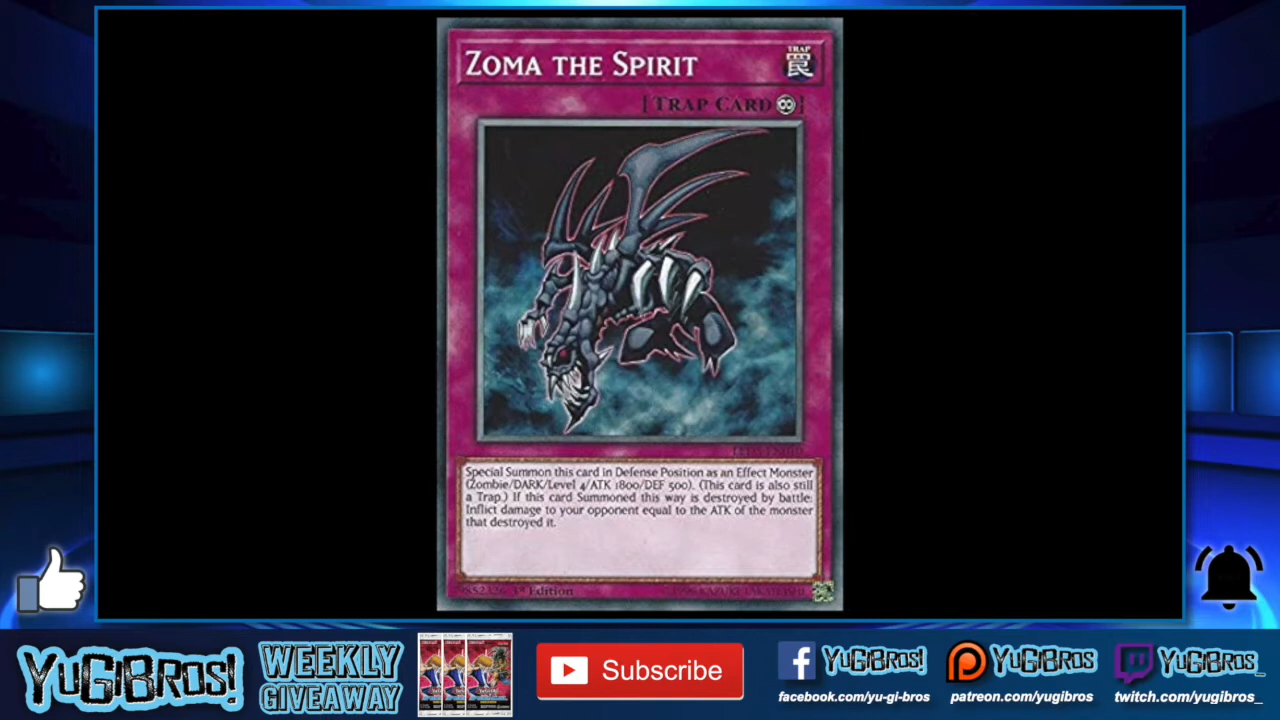 Zoma the Spirit
TRAP
罠
[Trap Card]
Special Summon this card in Defense Position as an Effect Monster
(Zombie/DARK/Level 4/ATK 1800/DEF 500). (This card is also still
a Trap.) If this card Summoned this way is destroyed by battle:
Inflict damage to your opponent equal to the ATK of the monster
that destroyed it.
1st Edition
KAZUKI TAKAHASHI
YuGiBros!
WEEKLY
GIVEAWAY
Subscribe
YuGiBros!
facebook.com/yu-gi-bros
YuGiBros
patreon.com/yugibros
YuGiBros_
twitch.com/yugibros_